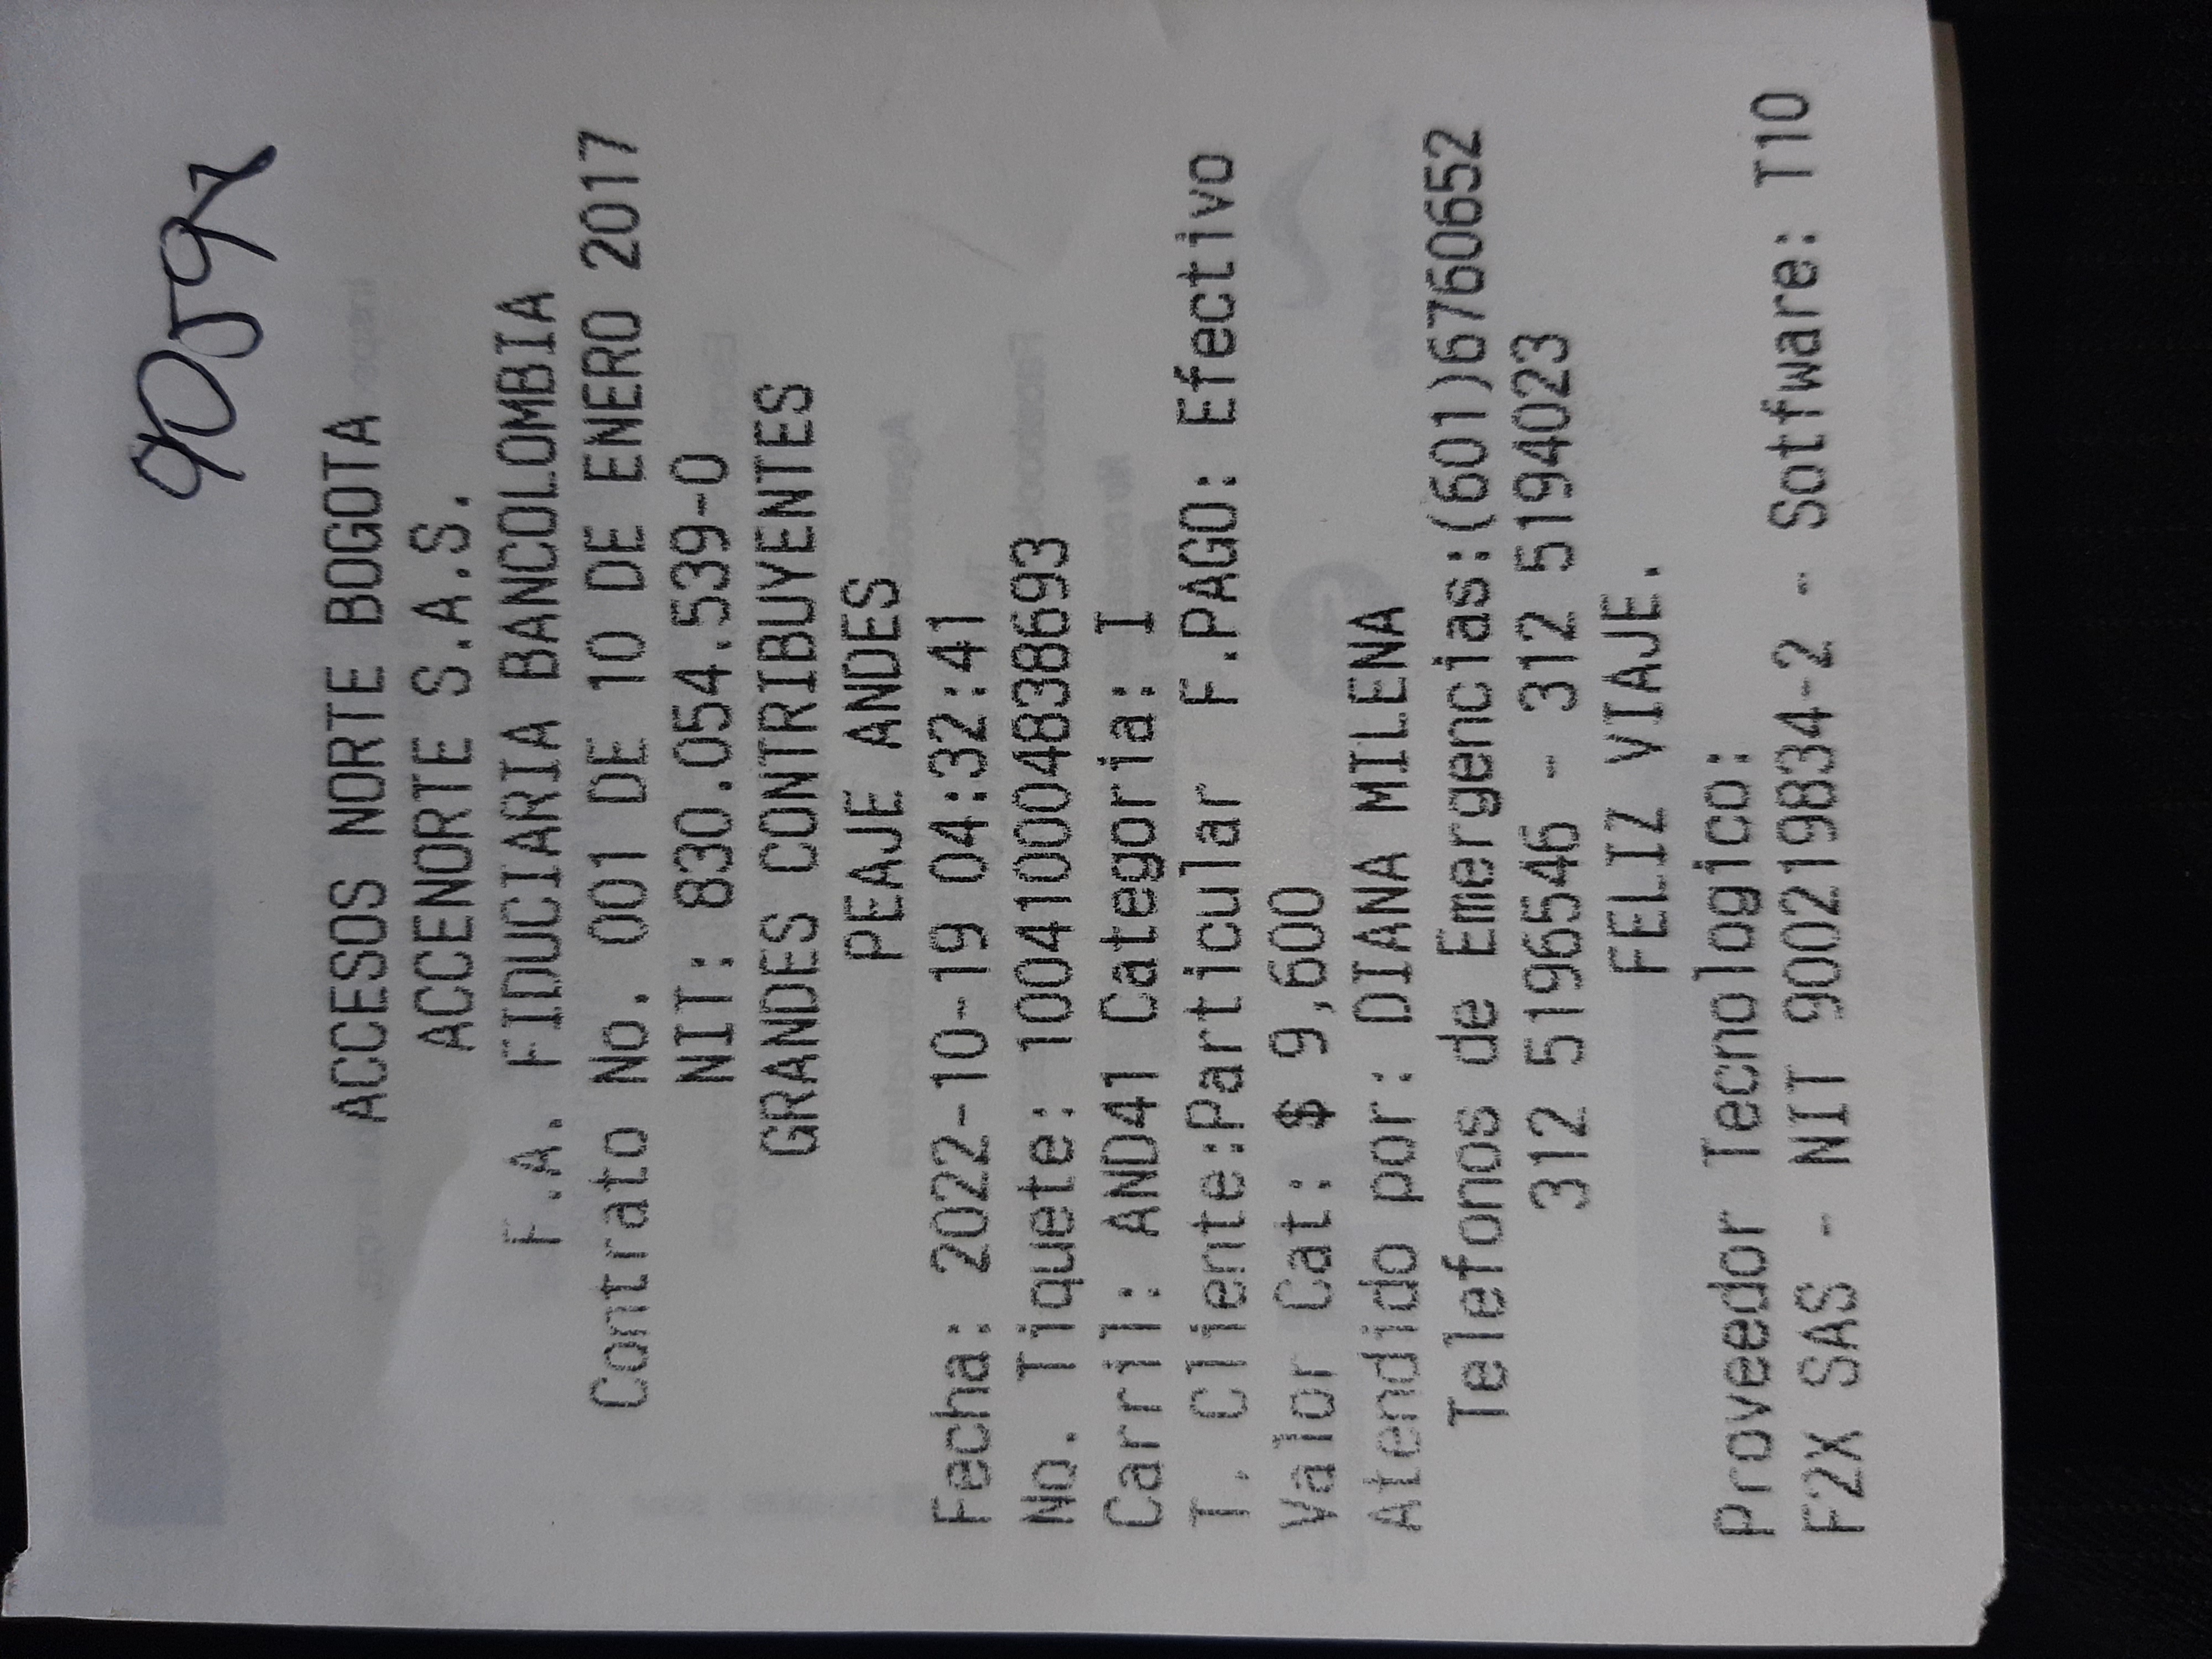 90597
ACCESOS NORTE BOGOTA
ACCENORTE S.A.S.
F.A. FIDUCIARIA BANCOLOMBIA
Contrato No. 001 DE 10 DE ENERO 2017
NIT: 830.054.539-0
GRANDES CONTRIBUYENTES
PEAJE ANDES
Fecha: 2022-10-19 04:32:41
No. Tiquete: 1004100048386​93
Carril: AND41 Categoria: I
T. Cliente:Particular F.PAGO: Efectivo
Valor Cat: $ 9,600
Atendido por: DIANA MILENA
Telefonos de Emergencias:(601)6760652
312 5196546 - 312 5194023
FELIZ VIAJE.
Proveedor Tecnologico:
F2X SAS - NIT 900219834-2 - Sotfware: T10